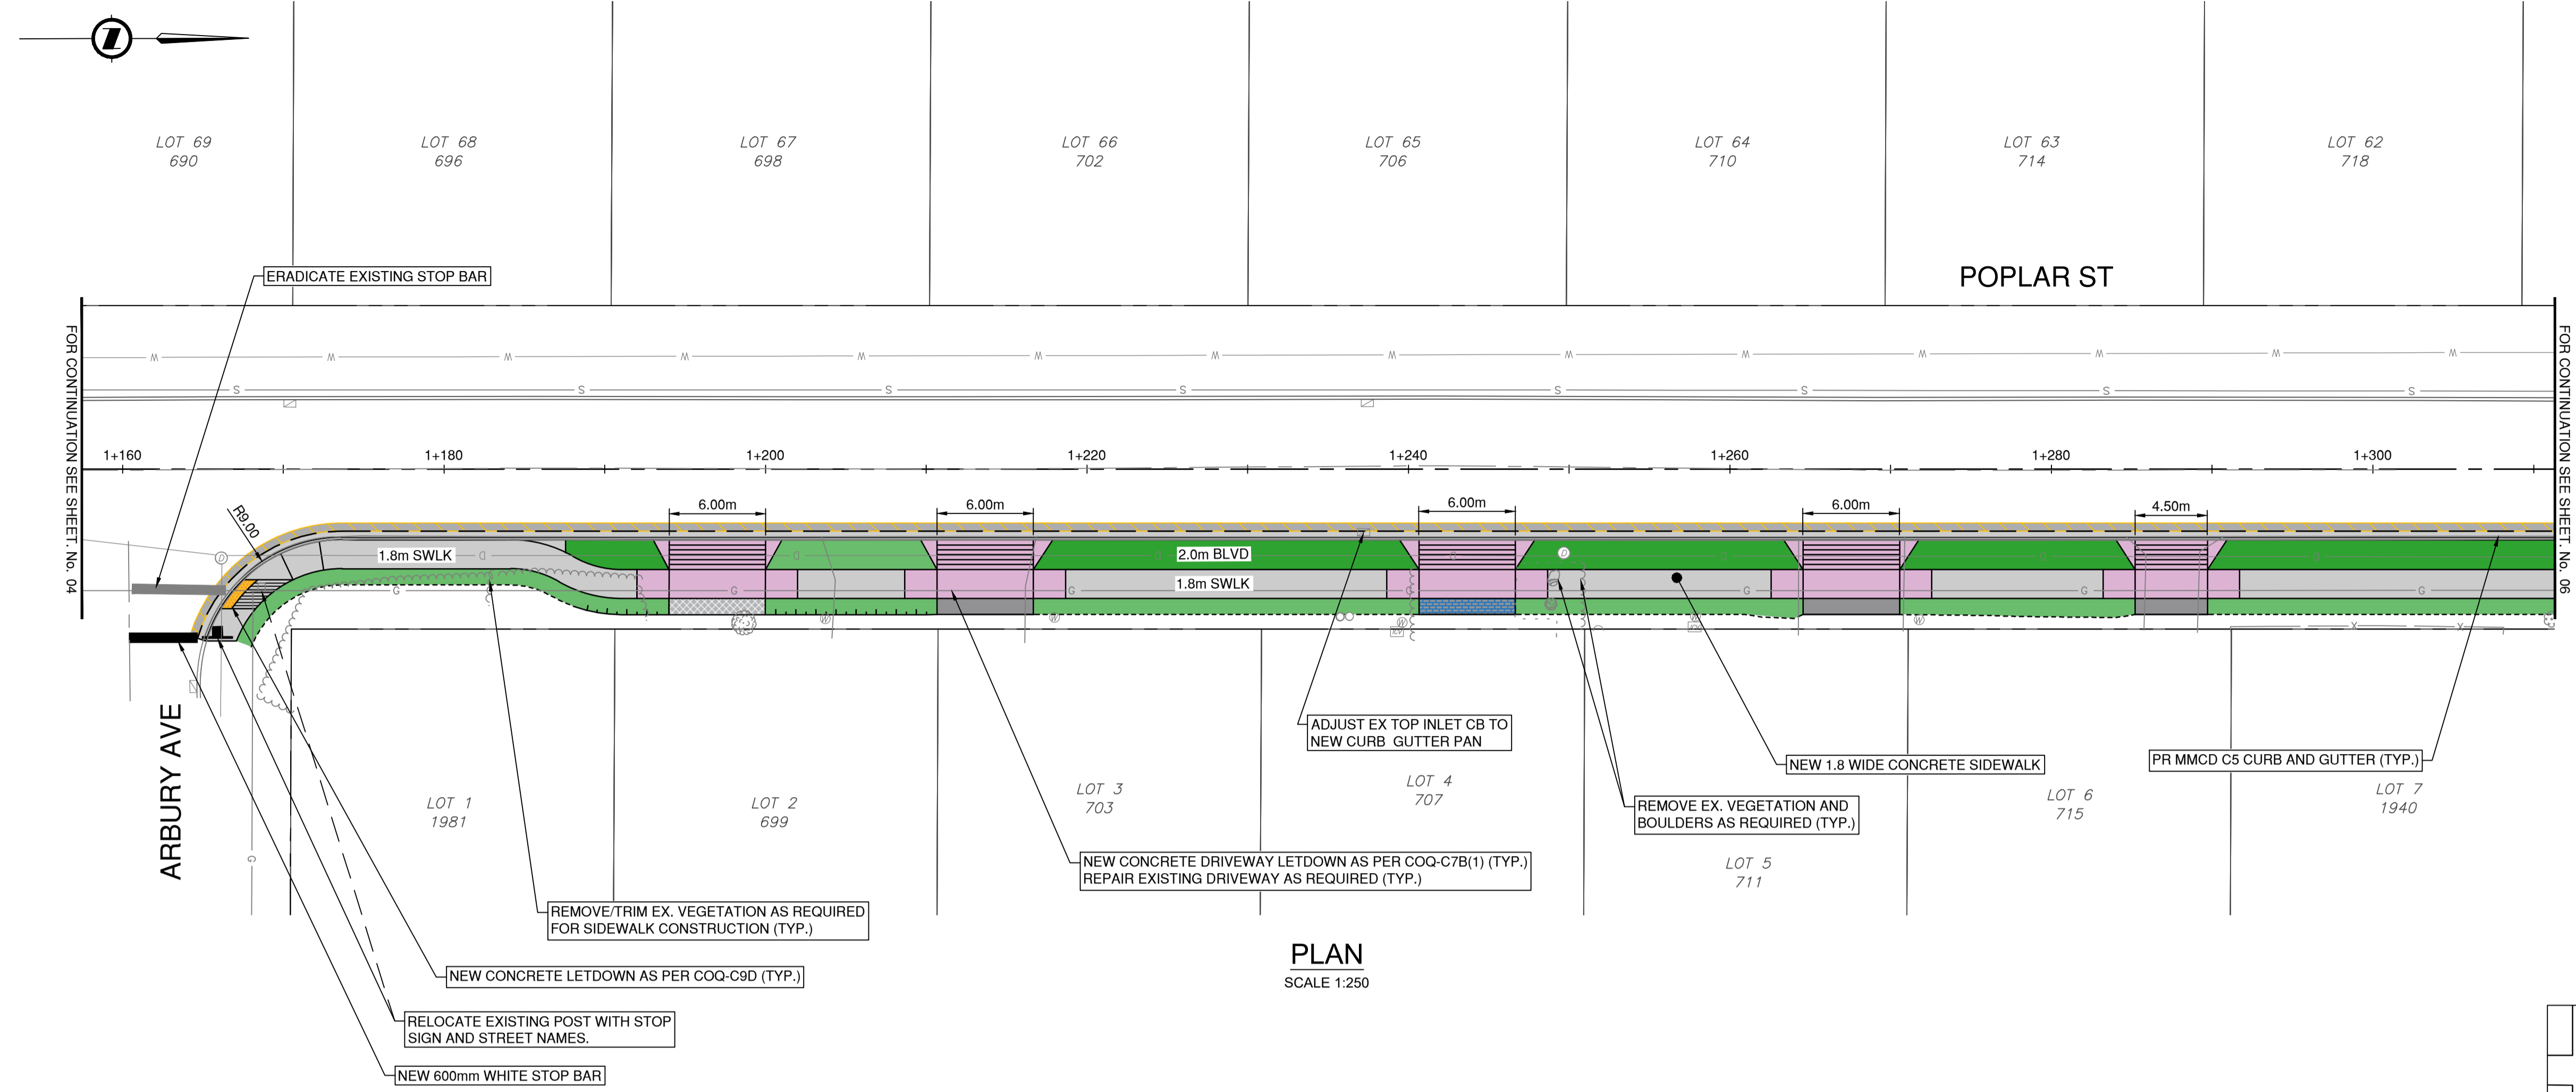 Z
LOT 69
690
LOT 68
696
LOT 67
698
LOT 66
702
LOT 65
706
LOT 64
710
LOT 63
714
LOT 62
718
ERADICATE EXISTING STOP BAR
POPLAR ST
FOR CONTINUATION SEE SHEET. No. 04
FOR CONTINUATION SEE SHEET. No. 06
W W W W W W W W W W W W W W
S S S S S S S S
1+160 1+180 1+200 1+220 1+240 1+260 1+280 1+300
R9.00
6.00m 6.00m 6.00m 6.00m 4.50m
1.8m SWLK
2.0m BLVD
1.8m SWLK
ARBURY AVE
ADJUST EX TOP INLET CB TO
NEW CURB GUTTER PAN
NEW 1.8 WIDE CONCRETE SIDEWALK
PR MMCD C5 CURB AND GUTTER (TYP.)
REMOVE EX. VEGETATION AND
BOULDERS AS REQUIRED (TYP.)
LOT 1
1981
LOT 2
699
LOT 3
703
LOT 4
707
LOT 5
711
LOT 6
715
LOT 7
1940
NEW CONCRETE DRIVEWAY LETDOWN AS PER COQ-C7B(1) (TYP.)
REPAIR EXISTING DRIVEWAY AS REQUIRED (TYP.)
REMOVE/TRIM EX. VEGETATION AS REQUIRED
FOR SIDEWALK CONSTRUCTION (TYP.)
NEW CONCRETE LETDOWN AS PER COQ-C9D (TYP.)
RELOCATE EXISTING POST WITH STOP
SIGN AND STREET NAMES.
NEW 600mm WHITE STOP BAR
PLAN
SCALE 1:250